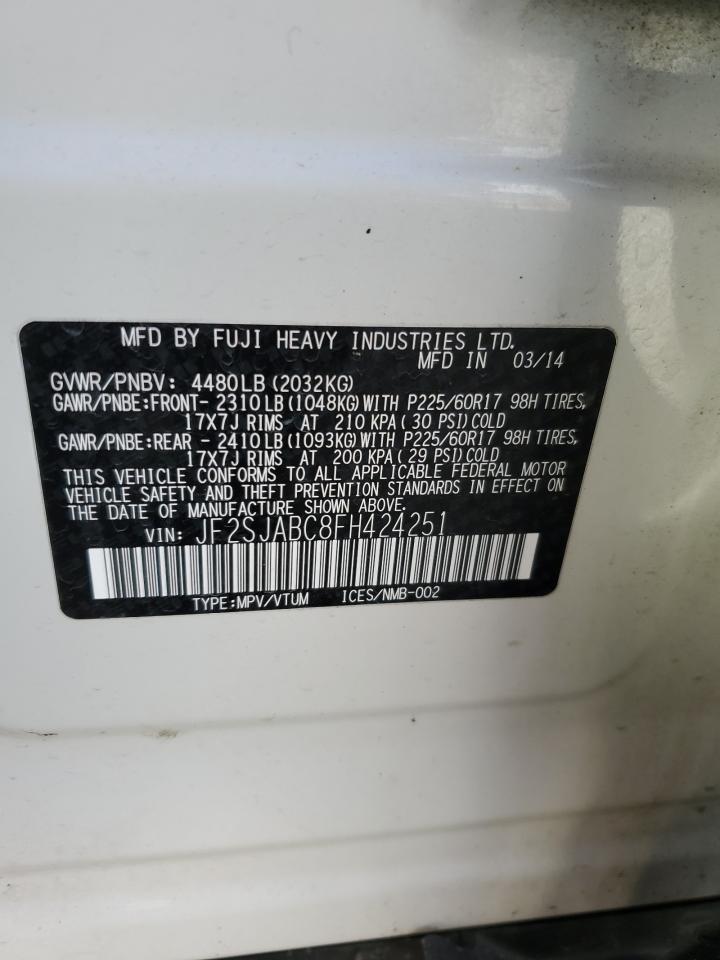 MFD BY FUJI HEAVY INDUSTRIES LTD.
MFD IN 03/14
GVWR/PNBV: 4480LB(2032KG)
GAWR/PNBE:FRONT- 2310LB(1048KG)WITH P225/60R17 98H TIRES,
17X7J RIMS AT 210 KPA( 30 PSI)COLD
GAWR/PNBE:REAR - 2410LB(1093KG)WITH P225/60R17 98H TIRES,
17X7J RIMS AT 200 KPA( 29 PSI)COLD
THIS VEHICLE CONFORMS TO ALL APPLICABLE FEDERAL MOTOR
VEHICLE SAFETY AND THEFT PREVENTION STANDARDS IN EFFECT ON
THE DATE OF MANUFACTURE SHOWN ABOVE.
VIN: JF2SJABC8FH424251
TYPE:MPV/VTUM ICES/NMB-002